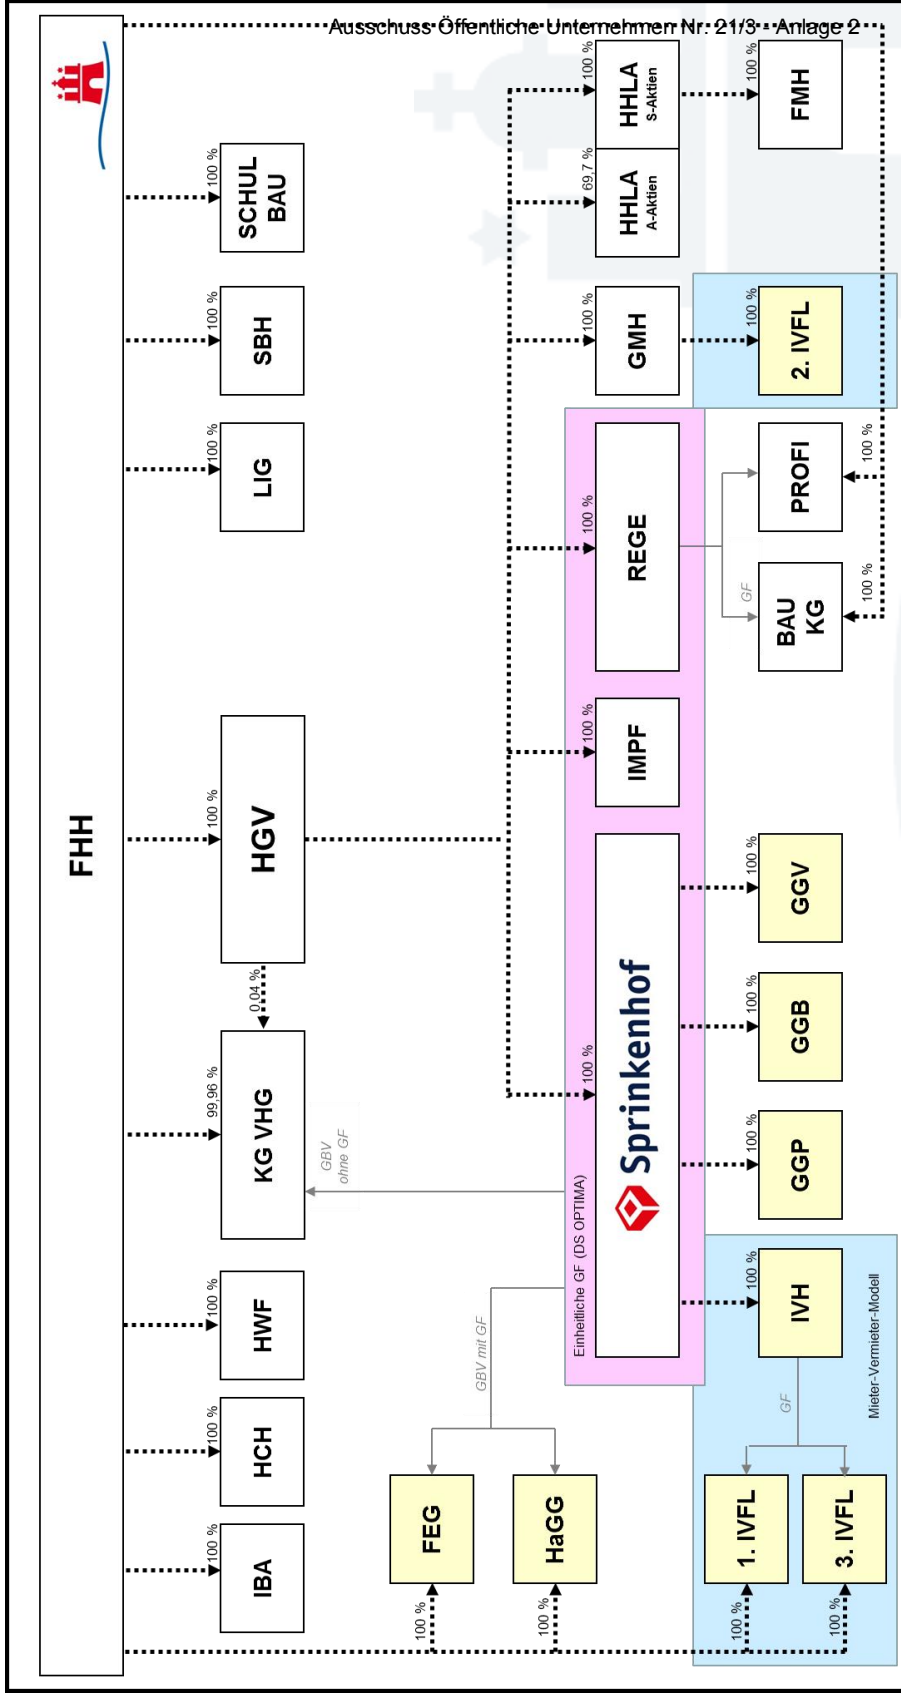 Ausschuss Öffentliche Unternehmen Nr. 21/3 - Anlage 2
FHH
100 %
IBA
100 %
HCH
100 %
HWF
99,96 %
KG VHG
0,04 %
100 %
HGV
100 %
LIG
100 %
SBH
100 %
SCHUL
BAU
GBV
ohne GF
GBV mit GF
100 %
FEG
100 %
HaGG
Einheitliche GF (DS OPTIMA)
100 %
Sprinkenhof
100 %
IMPF
100 %
REGE
100 %
GMH
69,7 %
HHLA
A-Aktien
100 %
HHLA
S-Aktien
100 %
1. IVFL
100 %
3. IVFL
GF
100 %
IVH
Mieter-Vermieter-Modell
100 %
GGP
100 %
GGB
100 %
GGV
GF
BAU
KG
100 %
PROFI
100 %
100 %
2. IVFL
100 %
FMH